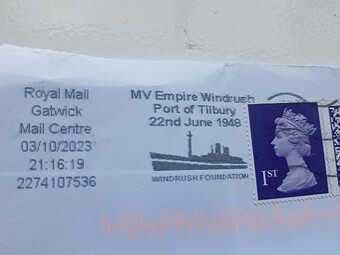 Royal Mail
Gatwick
Mail Centre
03/10/2023
21:16:19
2274107536
MV Empire Windrush
Port of Tilbury
22nd June 1948
WINDRUSH FOUNDATION
1ST